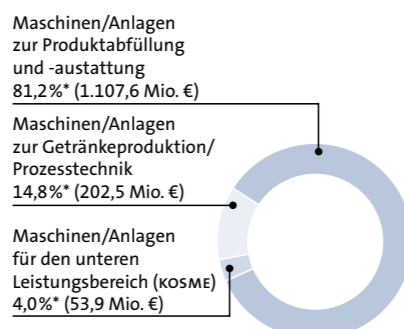 Maschinen/Anlagen
zur Produktabfüllung
und -austattung
81,2%* (1.107,6 Mio. €)
Maschinen/Anlagen
zur Getränkeproduktion/
Prozesstechnik
14,8%* (202,5 Mio. €)
Maschinen/Anlagen
für den unteren
Leistungsbereich (KOSME)
4,0%* (53,9 Mio. €)